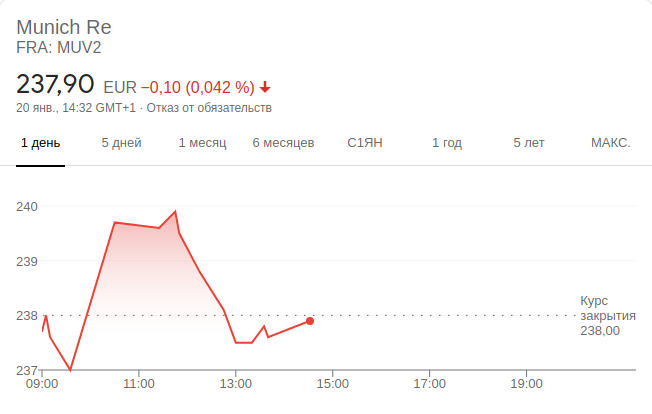 Munich Re
FRA: MUV2
237,90 EUR −0,10 (0,042 %)
20 янв., 14:32 GMT+1 · Отказ от обязательств
1 день 5 дней 1 месяц 6 месяцев С1ЯН 1 год 5 лет МАКС.
240
239
238
237
Курс
закрытия
238,00
09:00 11:00 13:00 15:00 17:00 19:00